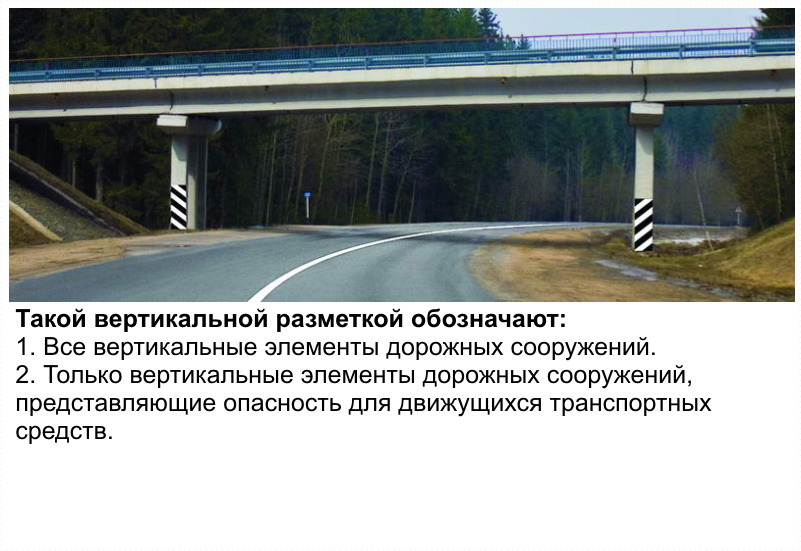 Такой вертикальной разметкой обозначают:
1. Все вертикальные элементы дорожных сооружений.
2. Только вертикальные элементы дорожных сооружений,
представляющие опасность для движущихся транспортных
средств.